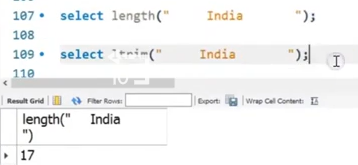 107 select length("     India          ");
108
109 select ltrim("     India          ");
110
Result Grid Filter Rows: Export: Wrap Cell Content:
length("     India
")
17